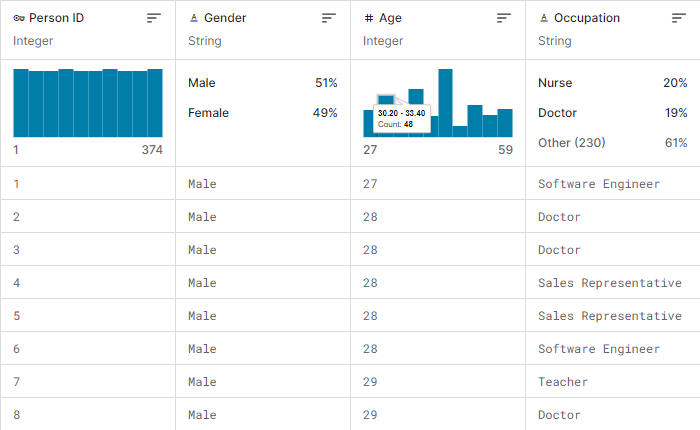 Person ID Gender # Age Occupation
Integer String Integer String
Male 51% Nurse 20%
30.20 - 33.40
Female 49% Doctor 19%
Count: 48
Other (230) 61%
1 374 27 59
1 Male 27 Software Engineer
2 Male 28 Doctor
3 Male 28 Doctor
4 Male 28 Sales Representative
5 Male 28 Sales Representative
6 Male 28 Software Engineer
7 Male 29 Teacher
8 Male 29 Doctor